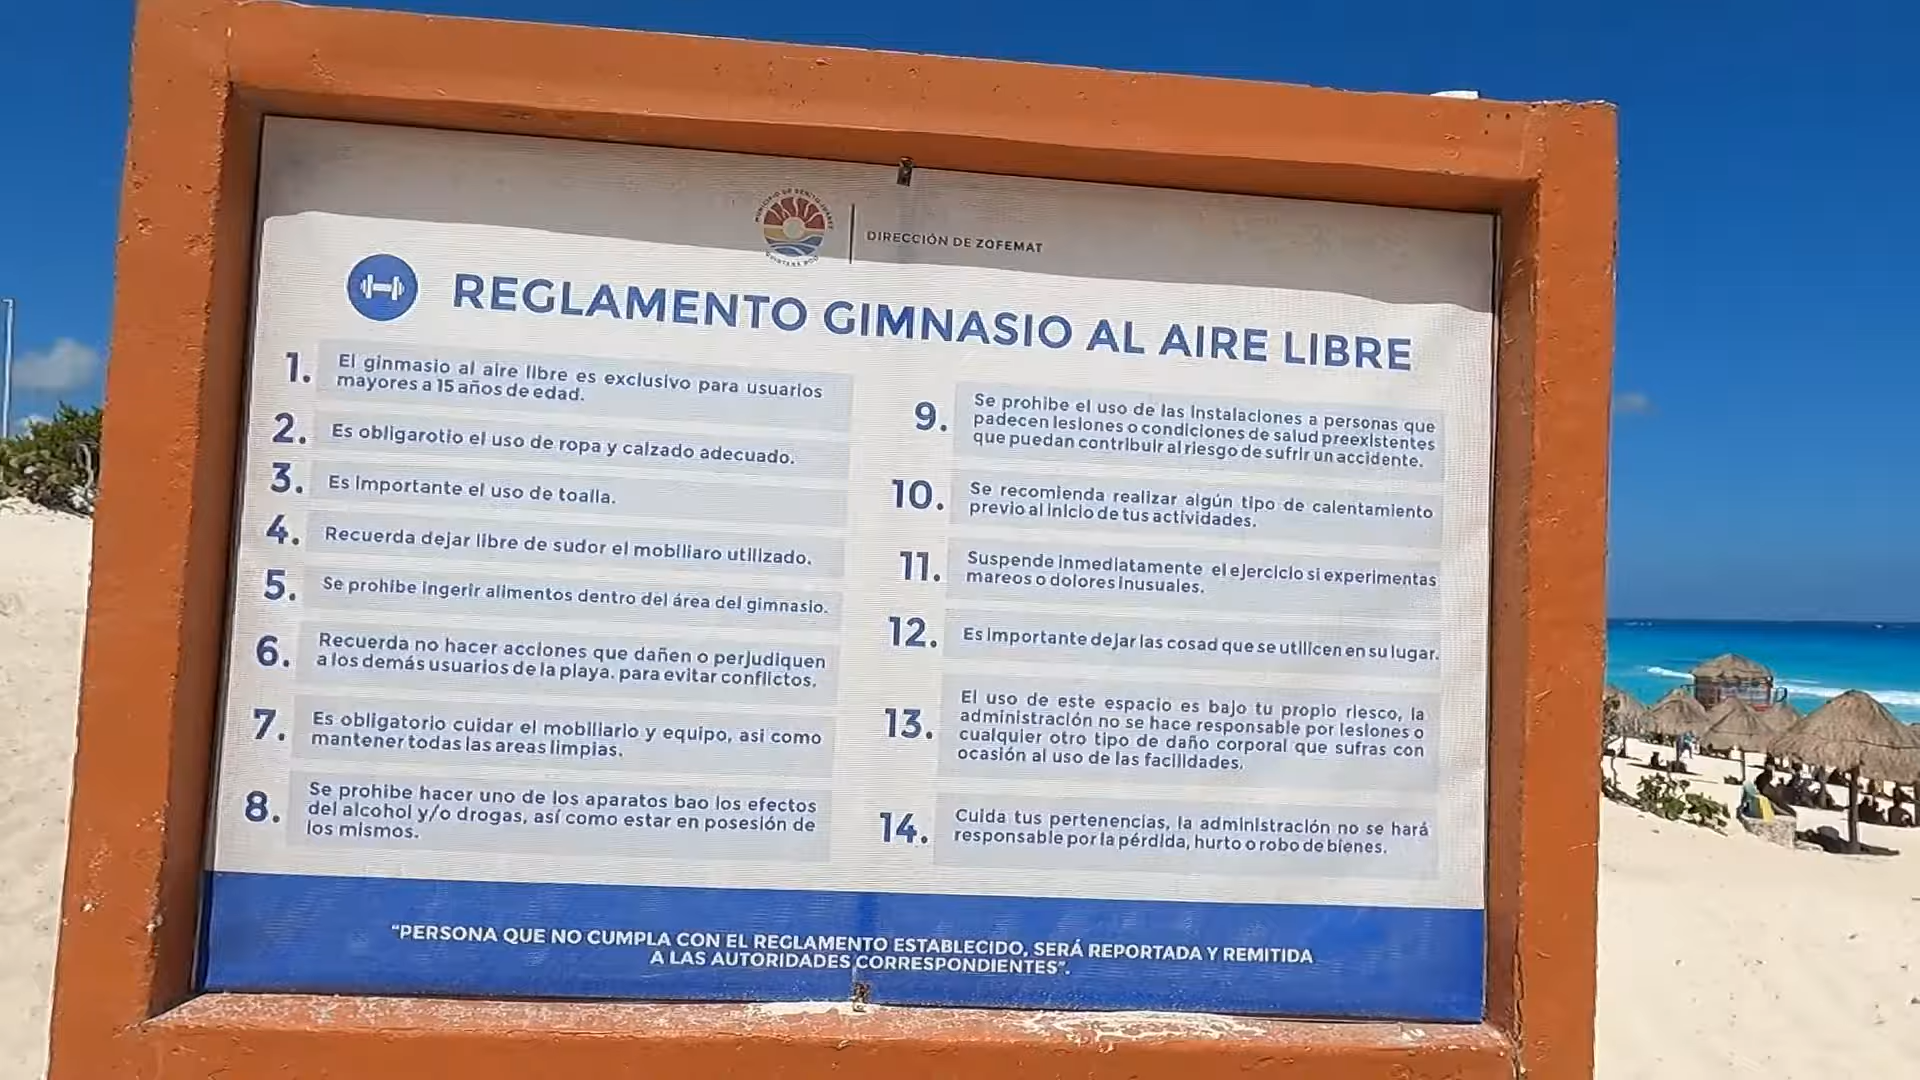 MUNICIPIO DE BENITO JUÁREZ
QUINTANA ROO
DIRECCIÓN DE ZOFEMAT
REGLAMENTO GIMNASIO AL AIRE LIBRE
1. El ginmasio al aire libre es exclusivo para usuarios
mayores a 15 años de edad.
2. Es obligarotio el uso de ropa y calzado adecuado.
3. Es importante el uso de toalla.
4. Recuerda dejar libre de sudor el mobiliaro utilizado.
5. Se prohibe ingerir alimentos dentro del área del gimnasio.
6. Recuerda no hacer acciones que dañen o perjudiquen
a los demás usuarios de la playa. para evitar conflictos.
7. Es obligatorio cuidar el mobiliario y equipo, asi como
mantener todas las areas limpias.
8. Se prohibe hacer uno de los aparatos bao los efectos
del alcohol y/o drogas, así como estar en posesión de
los mismos.
9. Se prohibe el uso de las instalaciones a personas que
padecen lesiones o condiciones de salud preexistentes
que puedan contribuir al riesgo de sufrir un accidente.
10. Se recomienda realizar algún tipo de calentamiento
previo al inicio de tus actividades.
11. Suspende inmediatamente el ejercicio si experimentas
mareos o dolores inusuales.
12. Es importante dejar las cosad que se utilicen en su lugar.
13. El uso de este espacio es bajo tu propio riesco, la
administración no se hace responsable por lesiones o
cualquier otro tipo de daño corporal que sufras con
ocasión al uso de las facilidades.
14. Cuida tus pertenencias, la administración no se hará
responsable por la pérdida, hurto o robo de bienes.
"PERSONA QUE NO CUMPLA CON EL REGLAMENTO ESTABLECIDO, SERÁ REPORTADA Y REMITIDA
A LAS AUTORIDADES CORRESPONDIENTES".